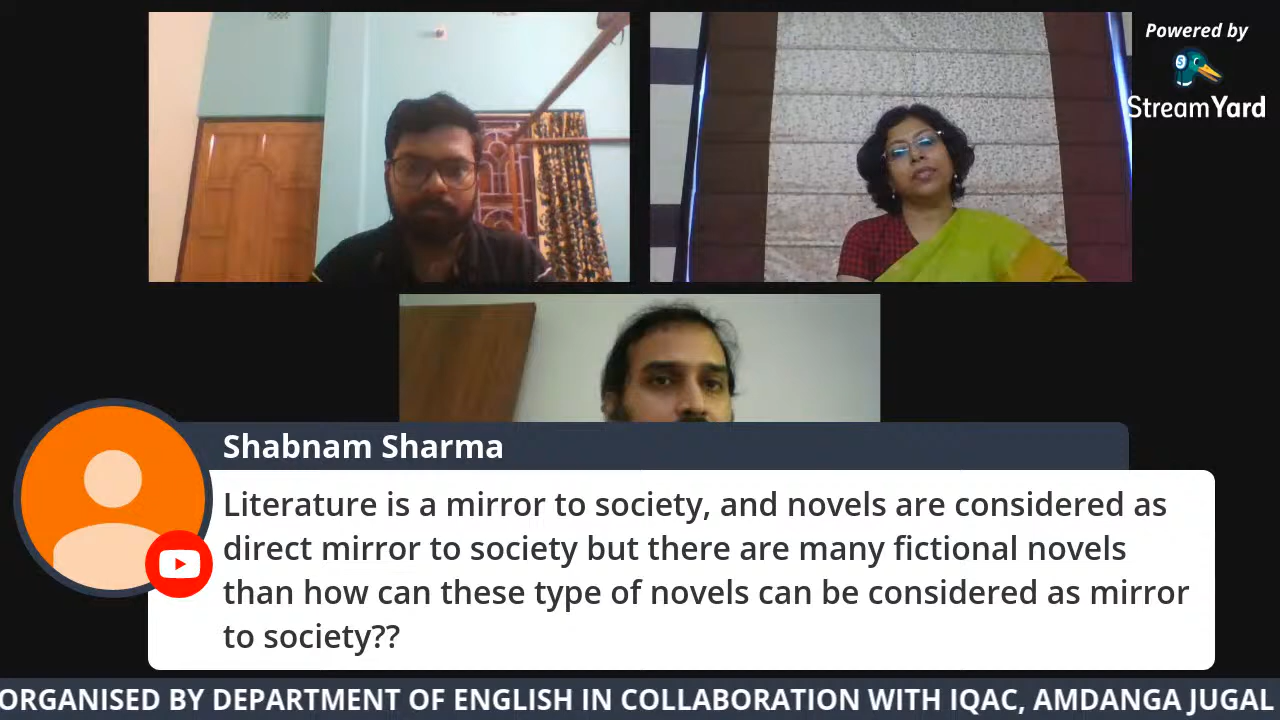 Powered by
StreamYard
Shabnam Sharma
Literature is a mirror to society, and novels are considered as
direct mirror to society but there are many fictional novels
than how can these type of novels can be considered as mirror
to society??
ORGANISED BY DEPARTMENT OF ENGLISH IN COLLABORATION WITH IQAC, AMDANGA JUGAL